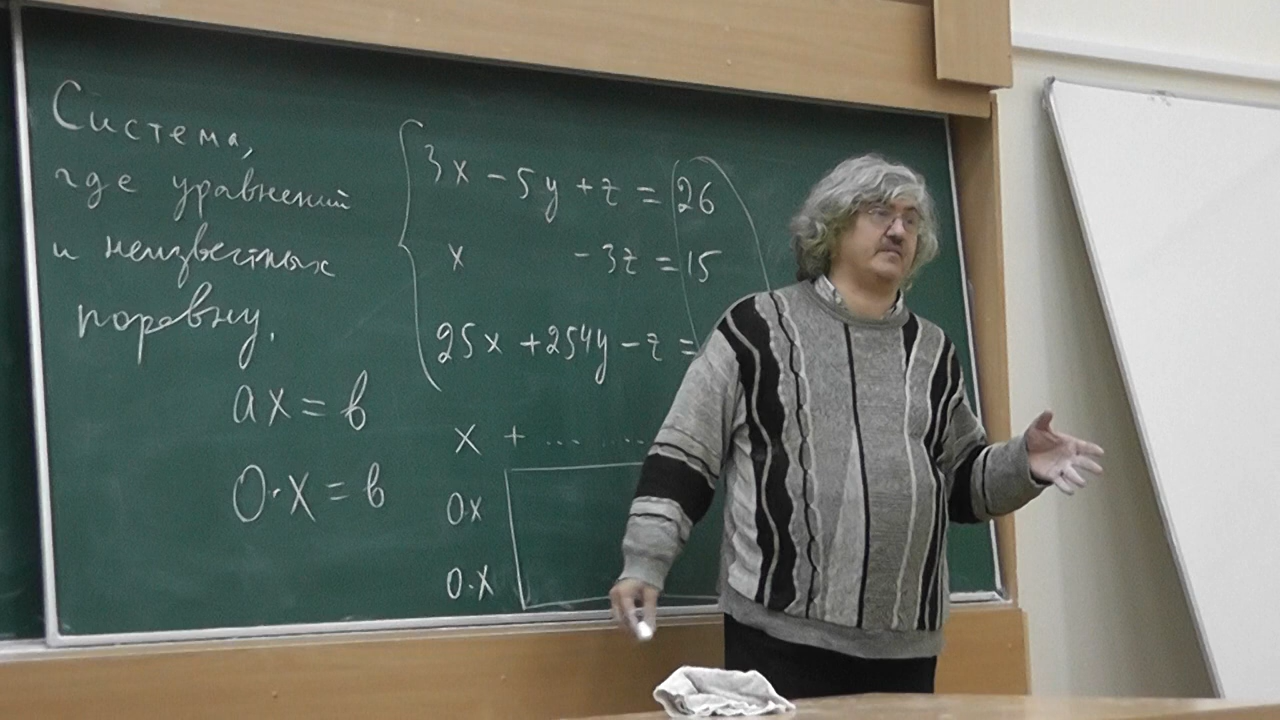 Система,
где уравнений
и неизвестных
поровну.
ax = b
0·x = b
3x - 5y + z = 26
x - 3z = 15
25x + 254y - z =
x + .... ....
0x
0·x